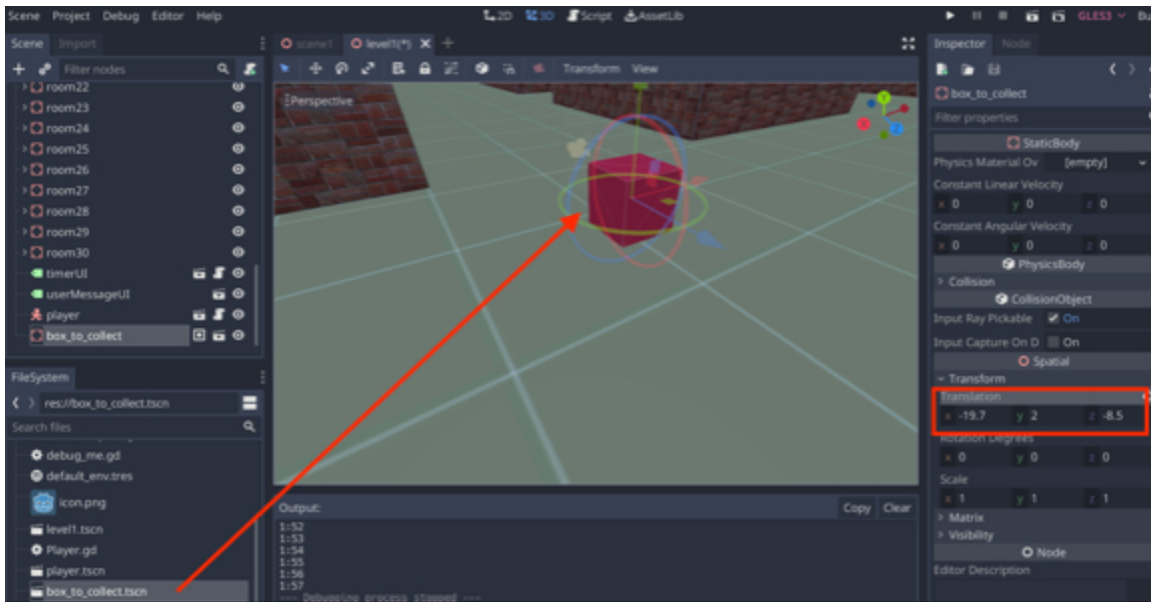 Scene Project Debug Editor Help
2D 3D Script AssetLib
GLES3
Scene Import
scene1 level1(*)
Inspector Node
Filter nodes
Transform View
room22
room23
room24
room25
room26
room27
room28
room29
room30
timerUI
userMessageUI
player
box_to_collect
Perspective
Y
X
Z
FileSystem
res://box_to_collect.tscn
Search files
debug_me.gd
default_env.tres
icon.png
level1.tscn
Player.gd
player.tscn
box_to_collect.tscn
Output: Copy Clear
1:52
1:53
1:54
1:55
1:56
1:57
--- Debugging process stopped ---
box_to_collect
Filter properties
StaticBody
Physics Material Ov [empty]
Constant Linear Velocity
x 0 y 0 z 0
Constant Angular Velocity
x 0 y 0 z 0
PhysicsBody
Collision
CollisionObject
Input Ray Pickable On
Input Capture On D On
Spatial
Transform
Translation
x -19.7 y 2 z -8.5
Rotation Degrees
x 0 y 0 z 0
Scale
x 1 y 1 z 1
Matrix
Visibility
Node
Editor Description